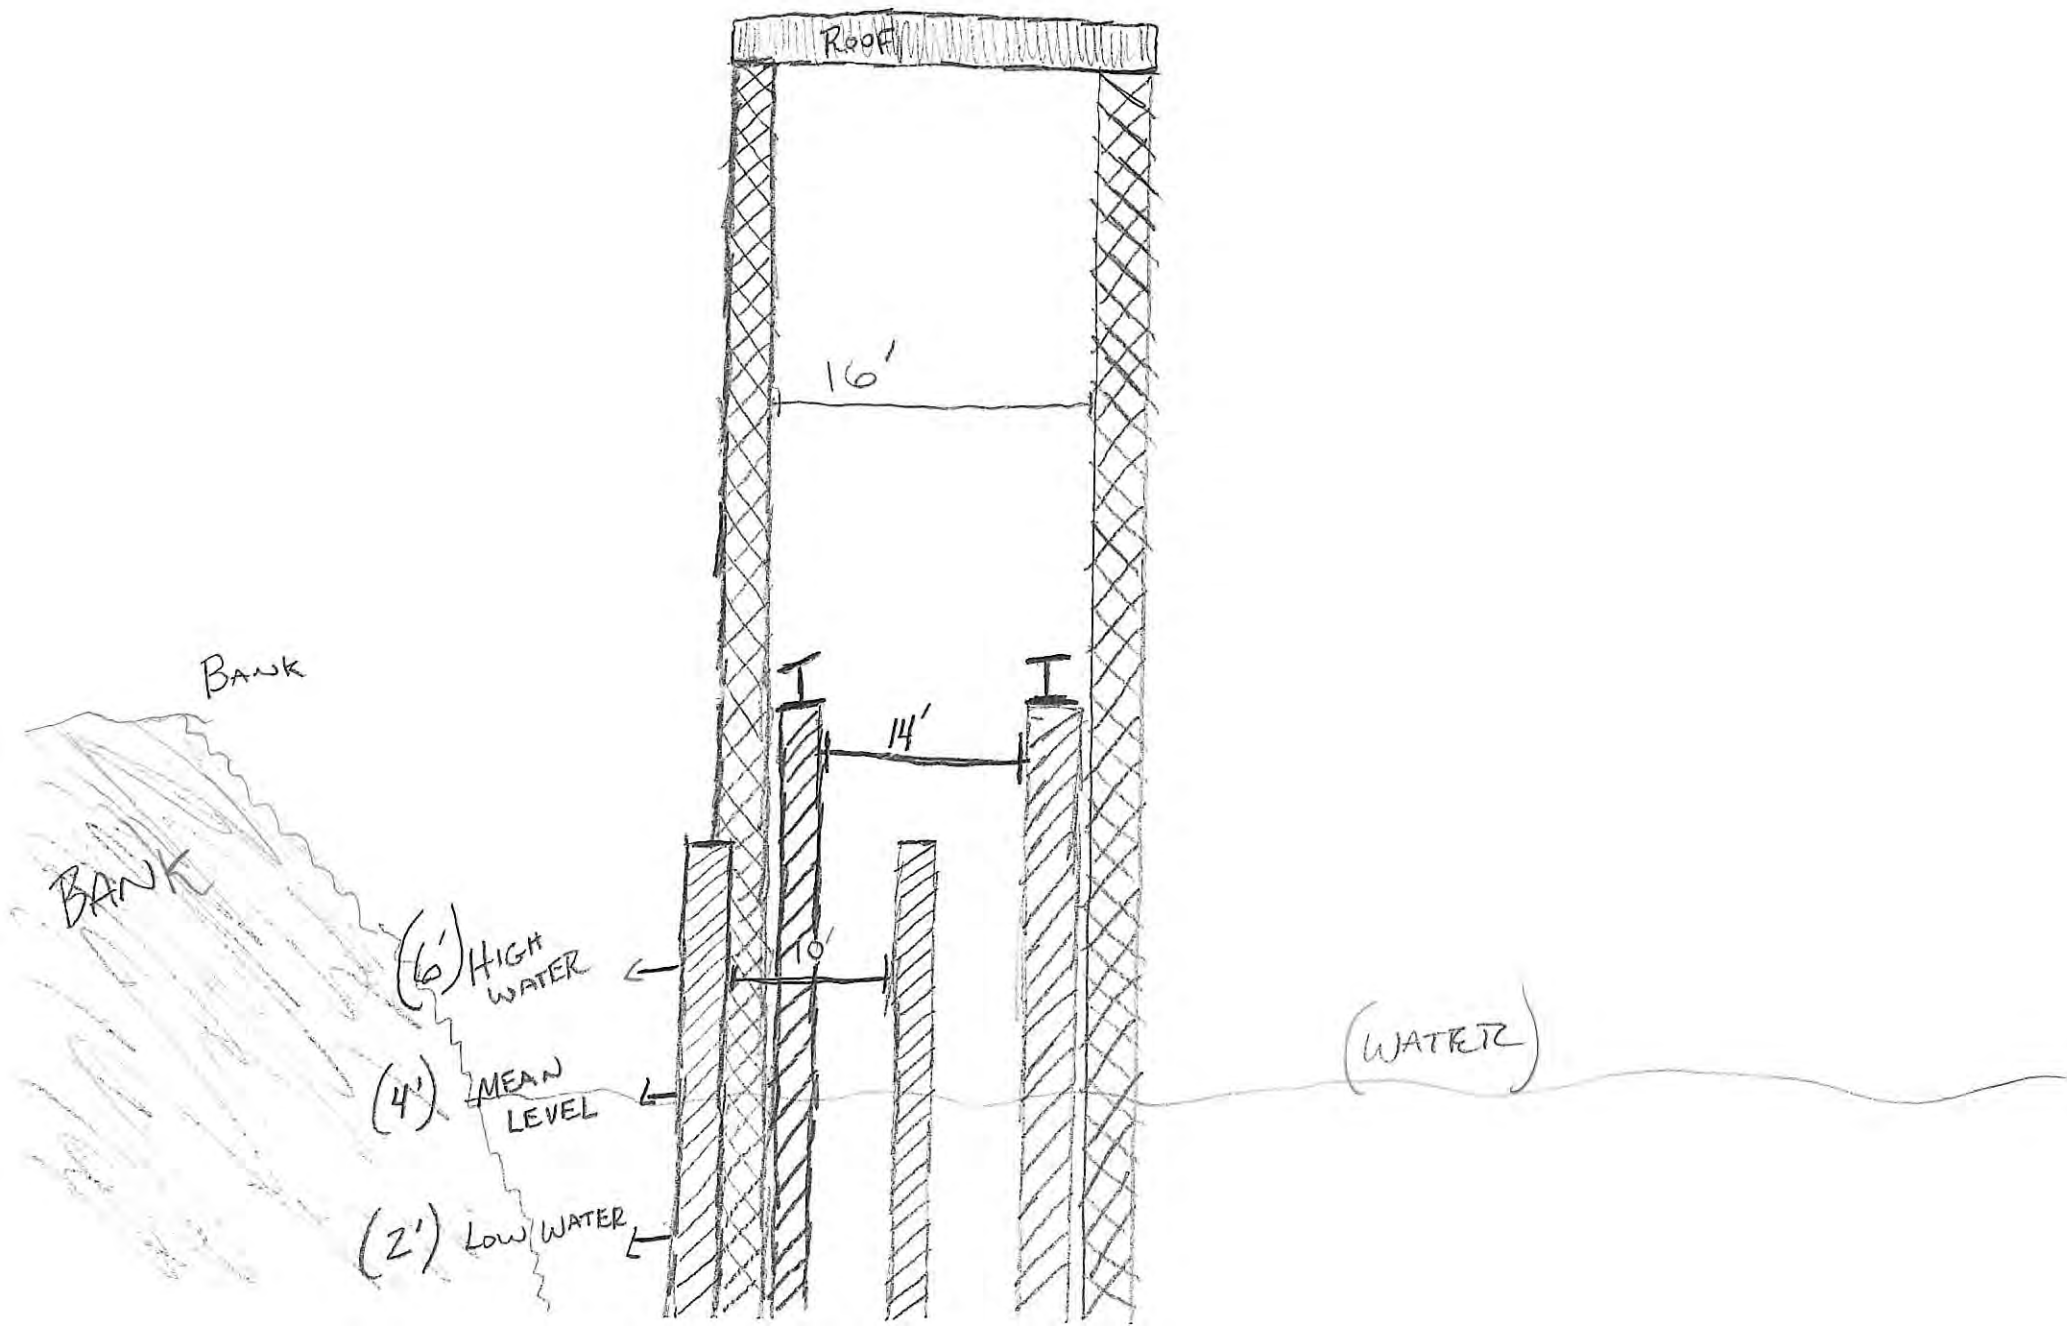 ROOF
16'
BANK
14'
BANK
10'
(6') HIGH
WATER
(WATER)
(4') MEAN
LEVEL
(2') LOW WATER